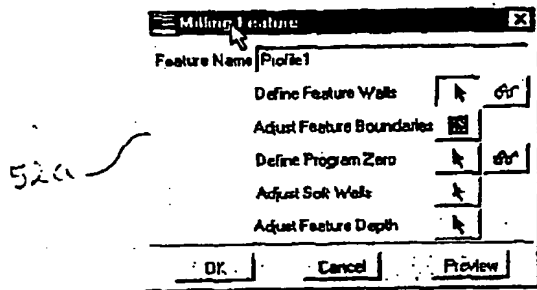 Milling Feature
Feature Name Profile1
Define Feature Walls
Adjust Feature Boundaries
Define Program Zero
52a
Adjust Soft Walls
Adjust Feature Depth
OK Cancel Preview